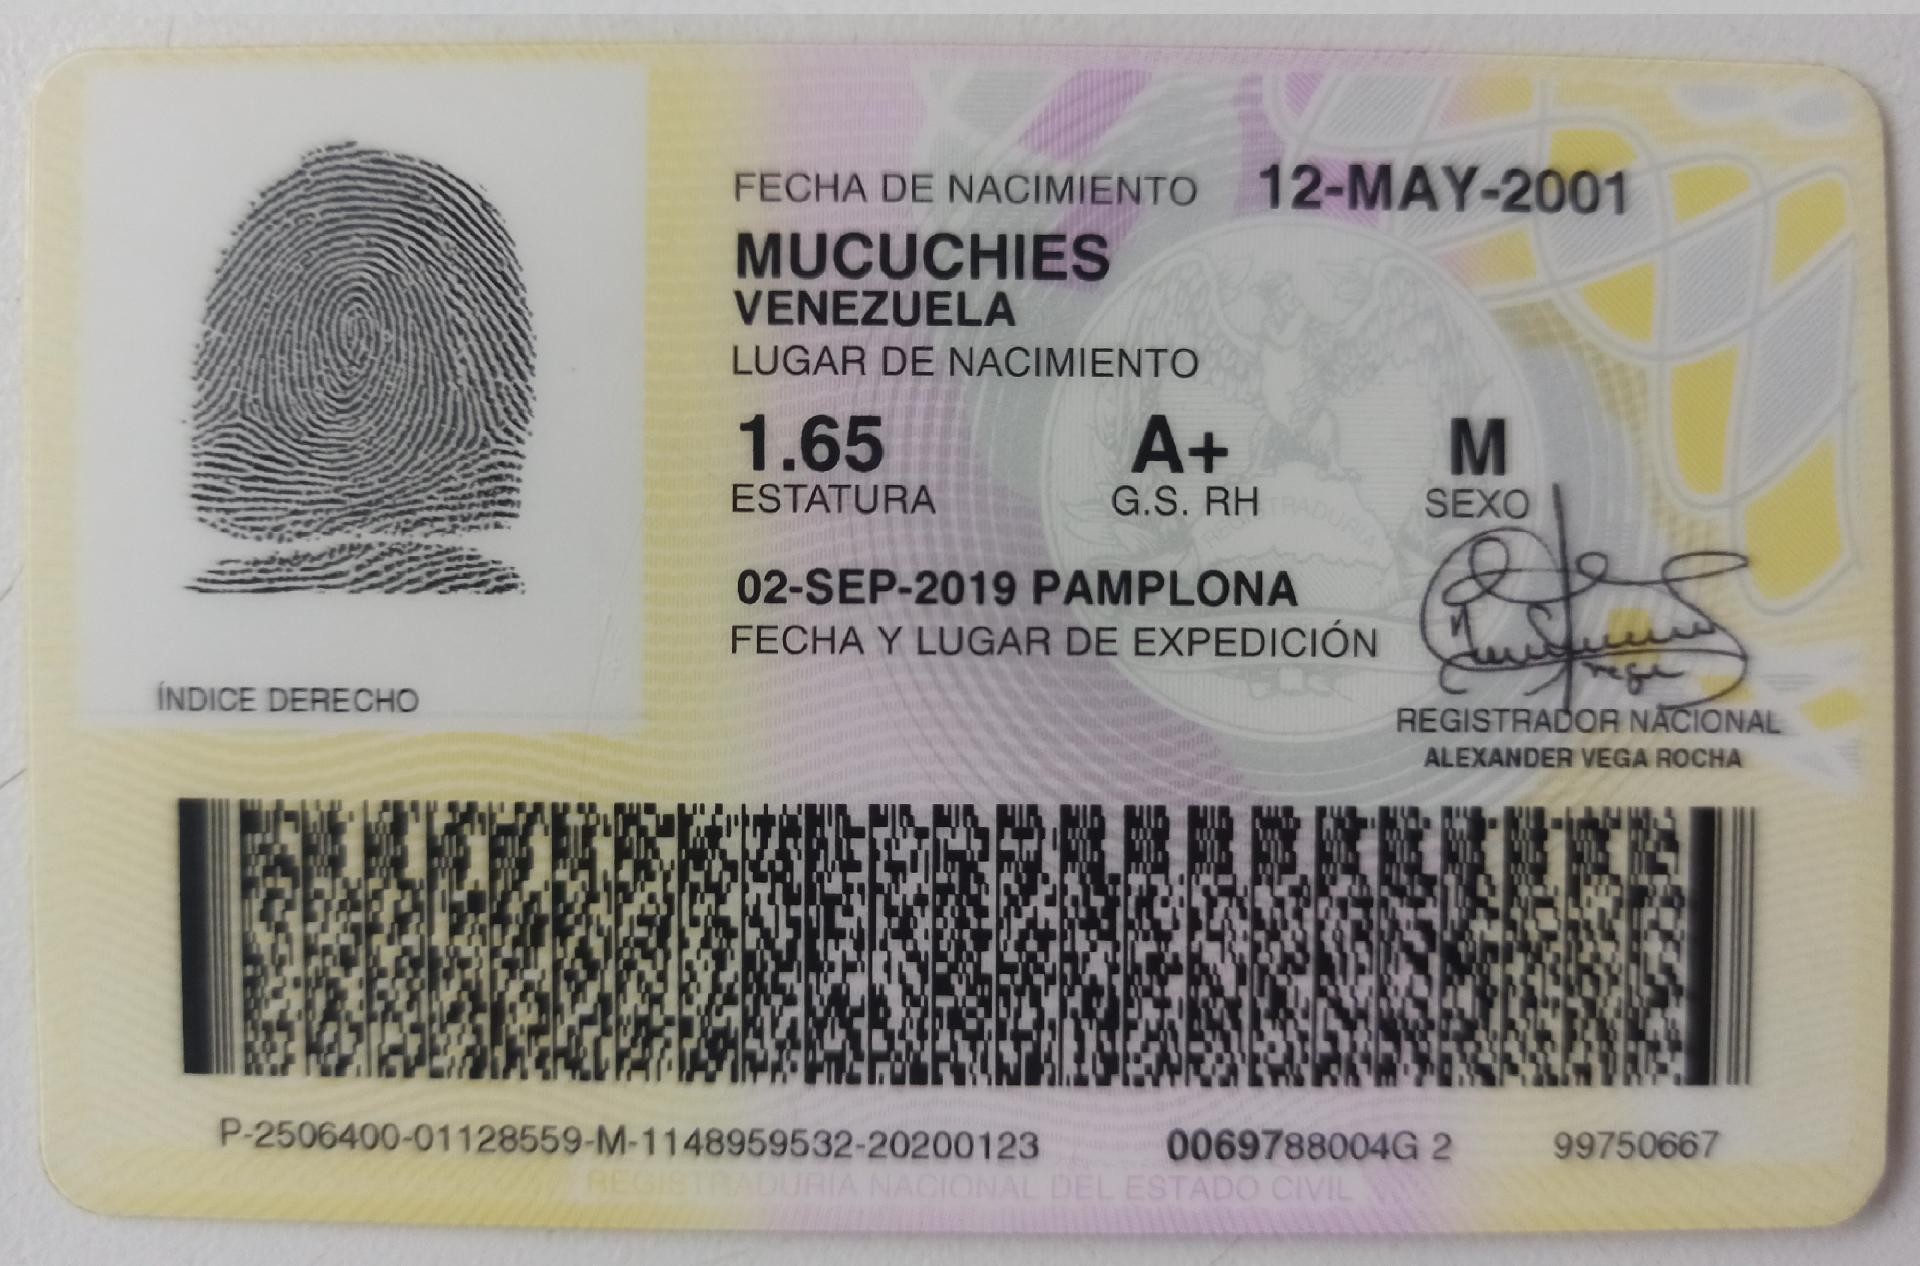 FECHA DE NACIMIENTO 12-MAY-2001
MUCUCHIES
VENEZUELA
LUGAR DE NACIMIENTO
1.65 A+ M
ESTATURA G.S. RH SEXO
02-SEP-2019 PAMPLONA
FECHA Y LUGAR DE EXPEDICIÓN
ÍNDICE DERECHO
REGISTRADOR NACIONAL
ALEXANDER VEGA ROCHA
P-2506400-01128559-M-1148959532-20200123 0069788004G 2 99750667
REGISTRADURIA NACIONAL DEL ESTADO CIVIL